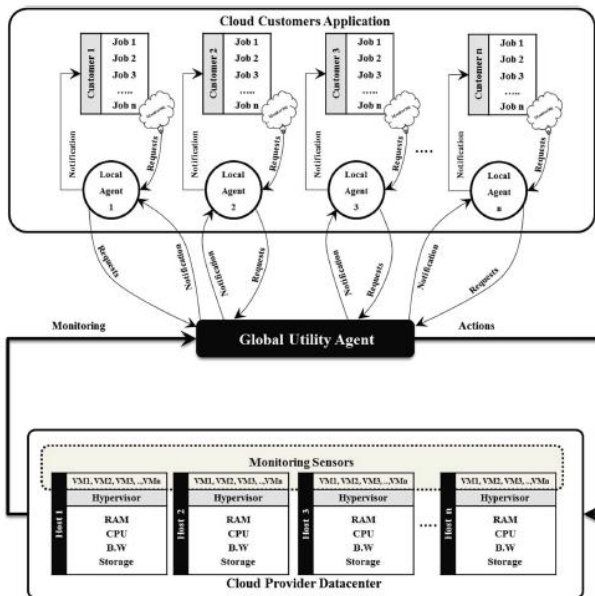 Cloud Customers Application
Customer 1
Job 1
Job 2
Job 3
.....
Job n
Customer 2
Job 1
Job 2
Job 3
.....
Job n
Customer 3
Job 1
Job 2
Job 3
.....
Job n
Customer n
Job 1
Job 2
Job 3
.....
Job n
Notification
Requests
Notification
Requests
Notification
Requests
....
Notification
Requests
Local
Agent
1
Local
Agent
2
Local
Agent
3
Local
Agent
n
Requests
Notification
Notification
Requests
Notification
Requests
Notification
Requests
....
Monitoring
Global Utility Agent
Actions
Monitoring Sensors
Host 1
VM1, VM2, VM3, ..,VMn
Hypervisor
RAM
CPU
B.W
Storage
Host 2
VM1, VM2, VM3, ..,VMn
Hypervisor
RAM
CPU
B.W
Storage
Host 3
VM1, VM2, VM3, ..,VMn
Hypervisor
RAM
CPU
B.W
Storage
....
Host n
VM1, VM2, VM3, ..,VMn
Hypervisor
RAM
CPU
B.W
Storage
Cloud Provider Datacenter